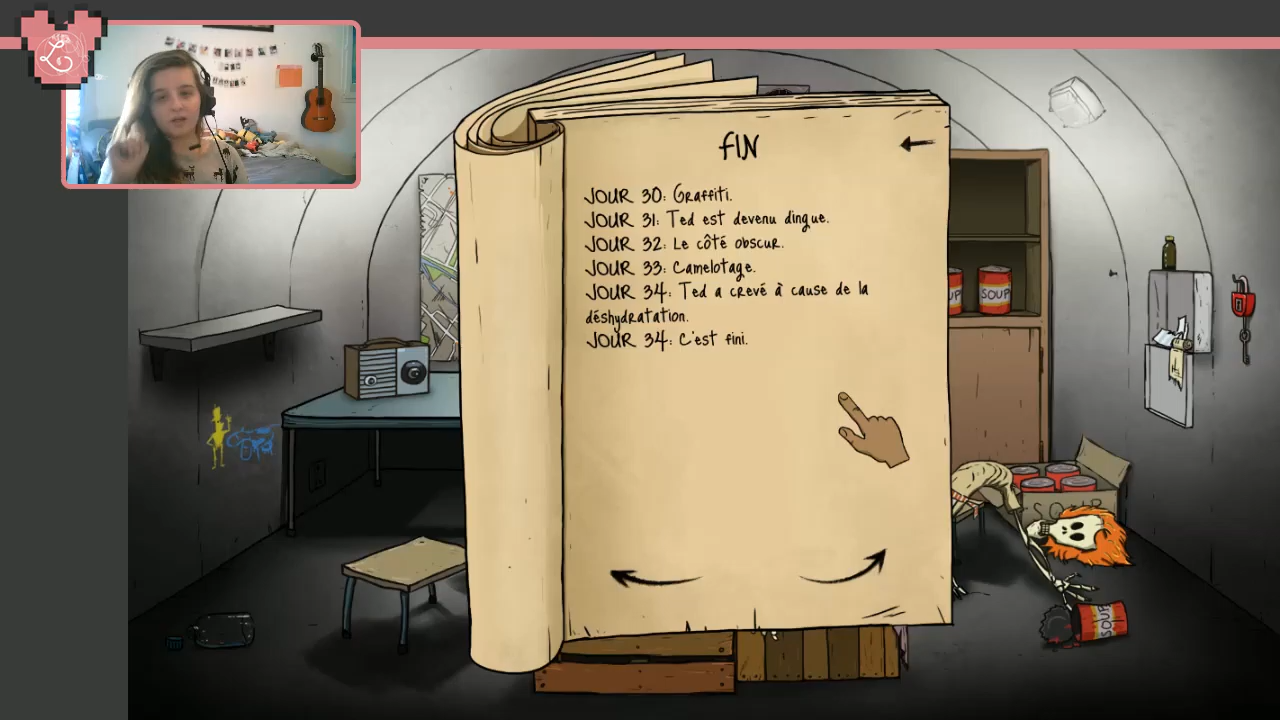 FIN
JOUR 30: Graffiti.
JOUR 31: Ted est devenu dingue.
JOUR 32: Le côté obscur.
JOUR 33: Camelotage.
JOUR 34: Ted a crevé à cause de la
déshydratation.
JOUR 34: C'est fini.
SOUP
SOUP
SOUP